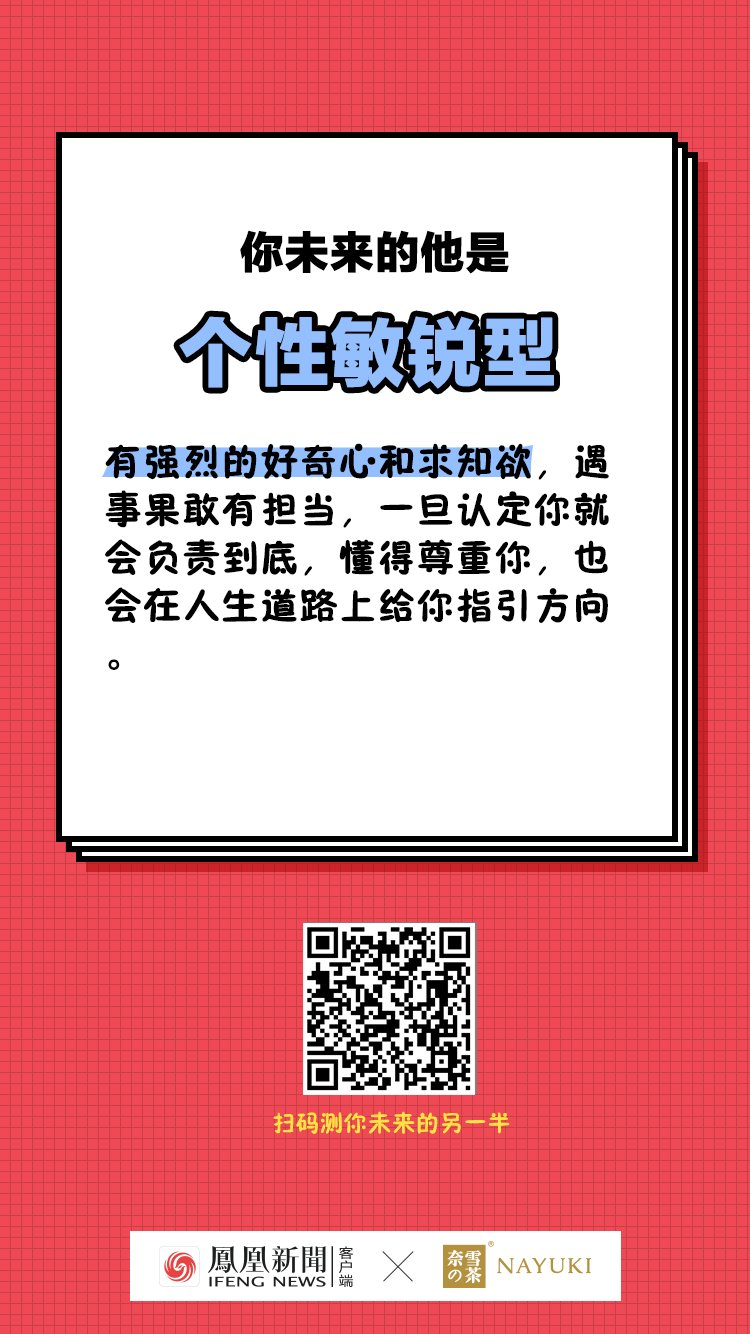 你未来的他是
个性敏锐型
有强烈的好奇心和求知欲，遇
事果敢有担当，一旦认定你就
会负责到底，懂得尊重你，也
会在人生道路上给你指引方向
。
扫码测你未来的另一半
鳳凰新聞
IFENG NEWS
客户端
奈雪の茶
®
NAYUKI